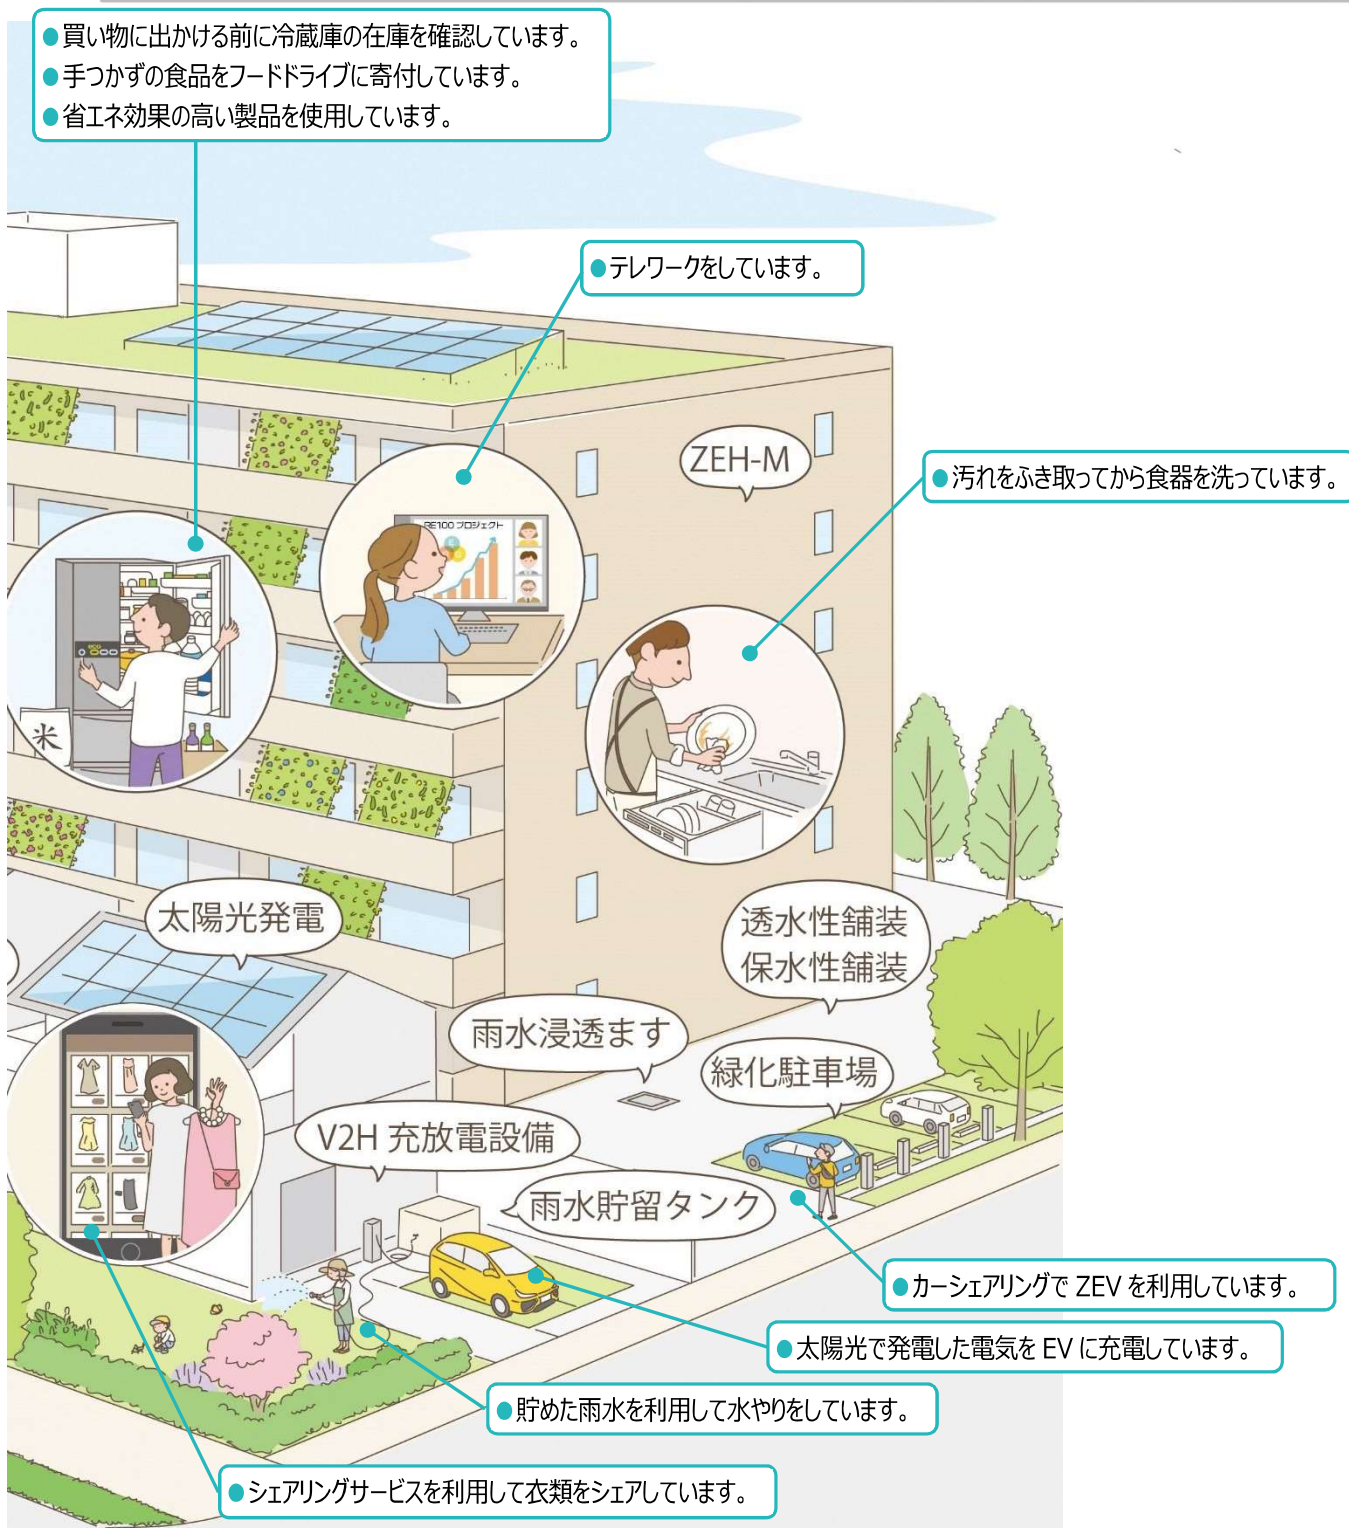 ●買い物に出かける前に冷蔵庫の在庫を確認しています。
●手つかずの食品をフードドライブに寄付しています。
●省エネ効果の高い製品を使用しています。
●テレワークをしています。
ZEH-M
●汚れをふき取ってから食器を洗っています。
RE100 プロジェクト
eco
米
太陽光発電
透水性舗装
保水性舗装
雨水浸透ます
緑化駐車場
V2H 充放電設備
雨水貯留タンク
●カーシェアリングで ZEV を利用しています。
●太陽光で発電した電気を EV に充電しています。
●貯めた雨水を利用して水やりをしています。
●シェアリングサービスを利用して衣類をシェアしています。